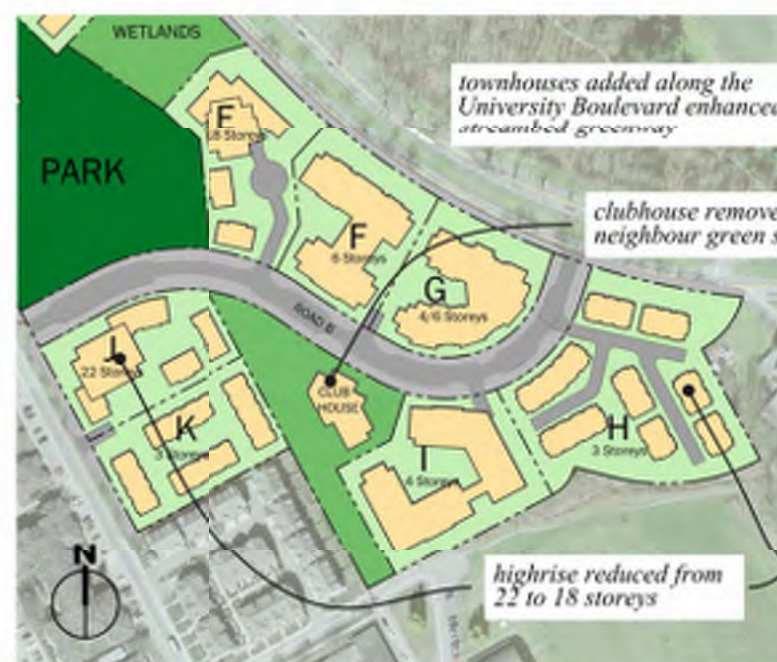 WETLANDS
townhouses added along the
University Boulevard enhanced
streambed greenway
E
18 Storeys
PARK
clubhouse remove
neighbour green s
F
6 Storeys
G
4/6 Storeys
ROAD B
J
22 Storeys
CLUB
HOUSE
K
3 Storeys
H
3 Storeys
I
4 Storeys
highrise reduced from
22 to 18 storeys
N